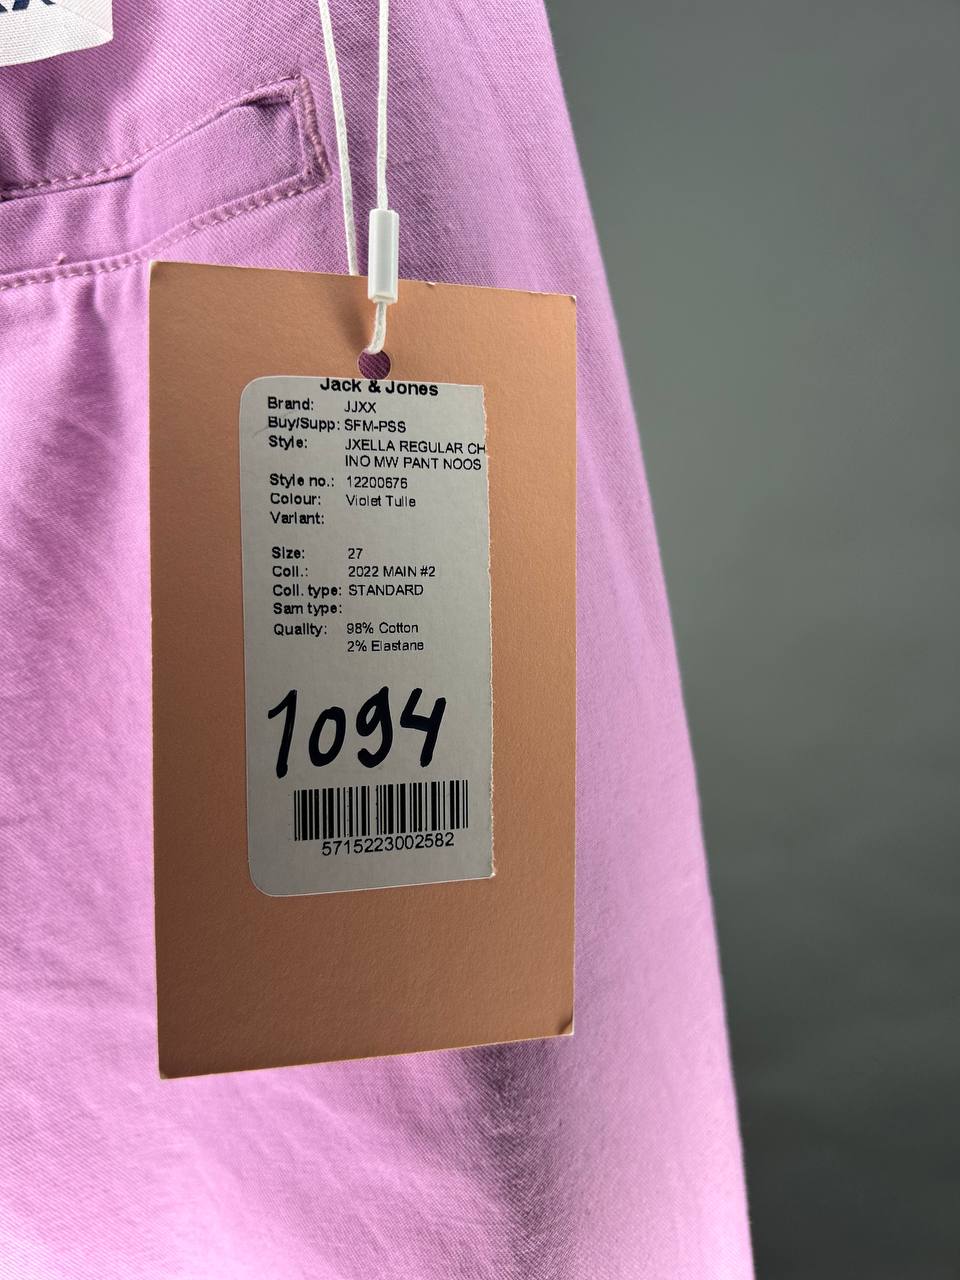 Jack & Jones
Brand: JJXX
Buy/Supp: SFM-PSS
Style: JXELLA REGULAR CH
INO MW PANT NOOS
Style no.: 12200676
Colour: Violet Tulle
Variant:
Size: 27
Coll.: 2022 MAIN #2
Coll. type: STANDARD
Sam type:
Quality: 98% Cotton
2% Elastane
1094
5715223002582